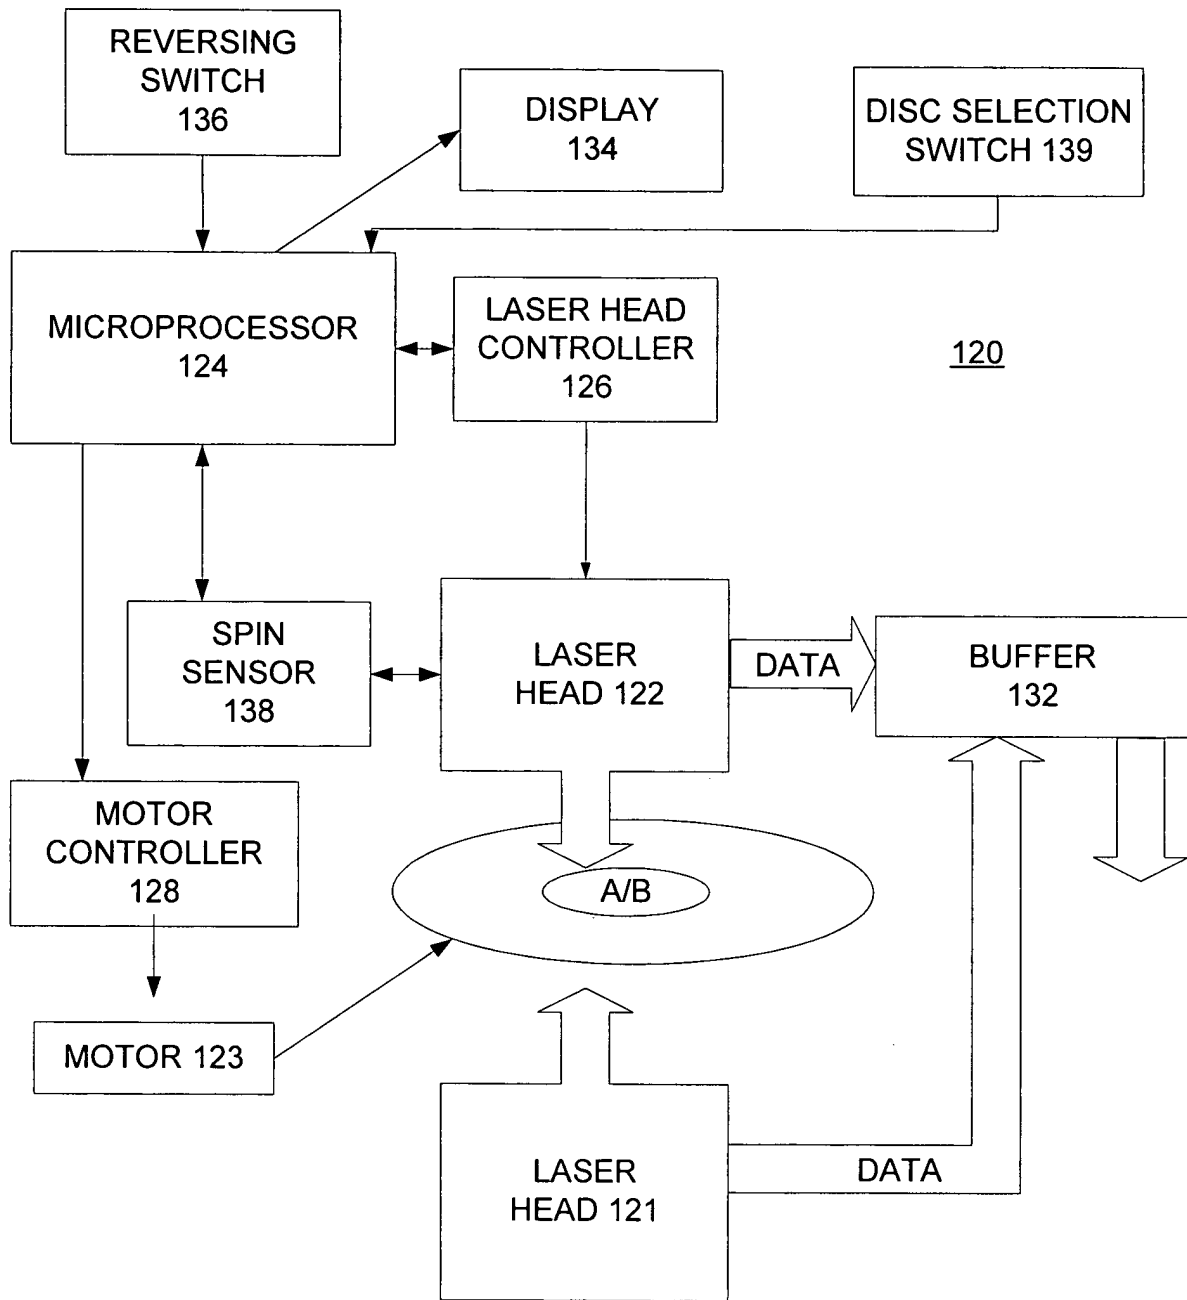 REVERSING
SWITCH
136
DISPLAY
134
DISC SELECTION
SWITCH 139
MICROPROCESSOR
124
LASER HEAD
CONTROLLER
126
120
SPIN
SENSOR
138
LASER
HEAD 122
DATA
BUFFER
132
MOTOR
CONTROLLER
128
A/B
MOTOR 123
LASER
HEAD 121
DATA